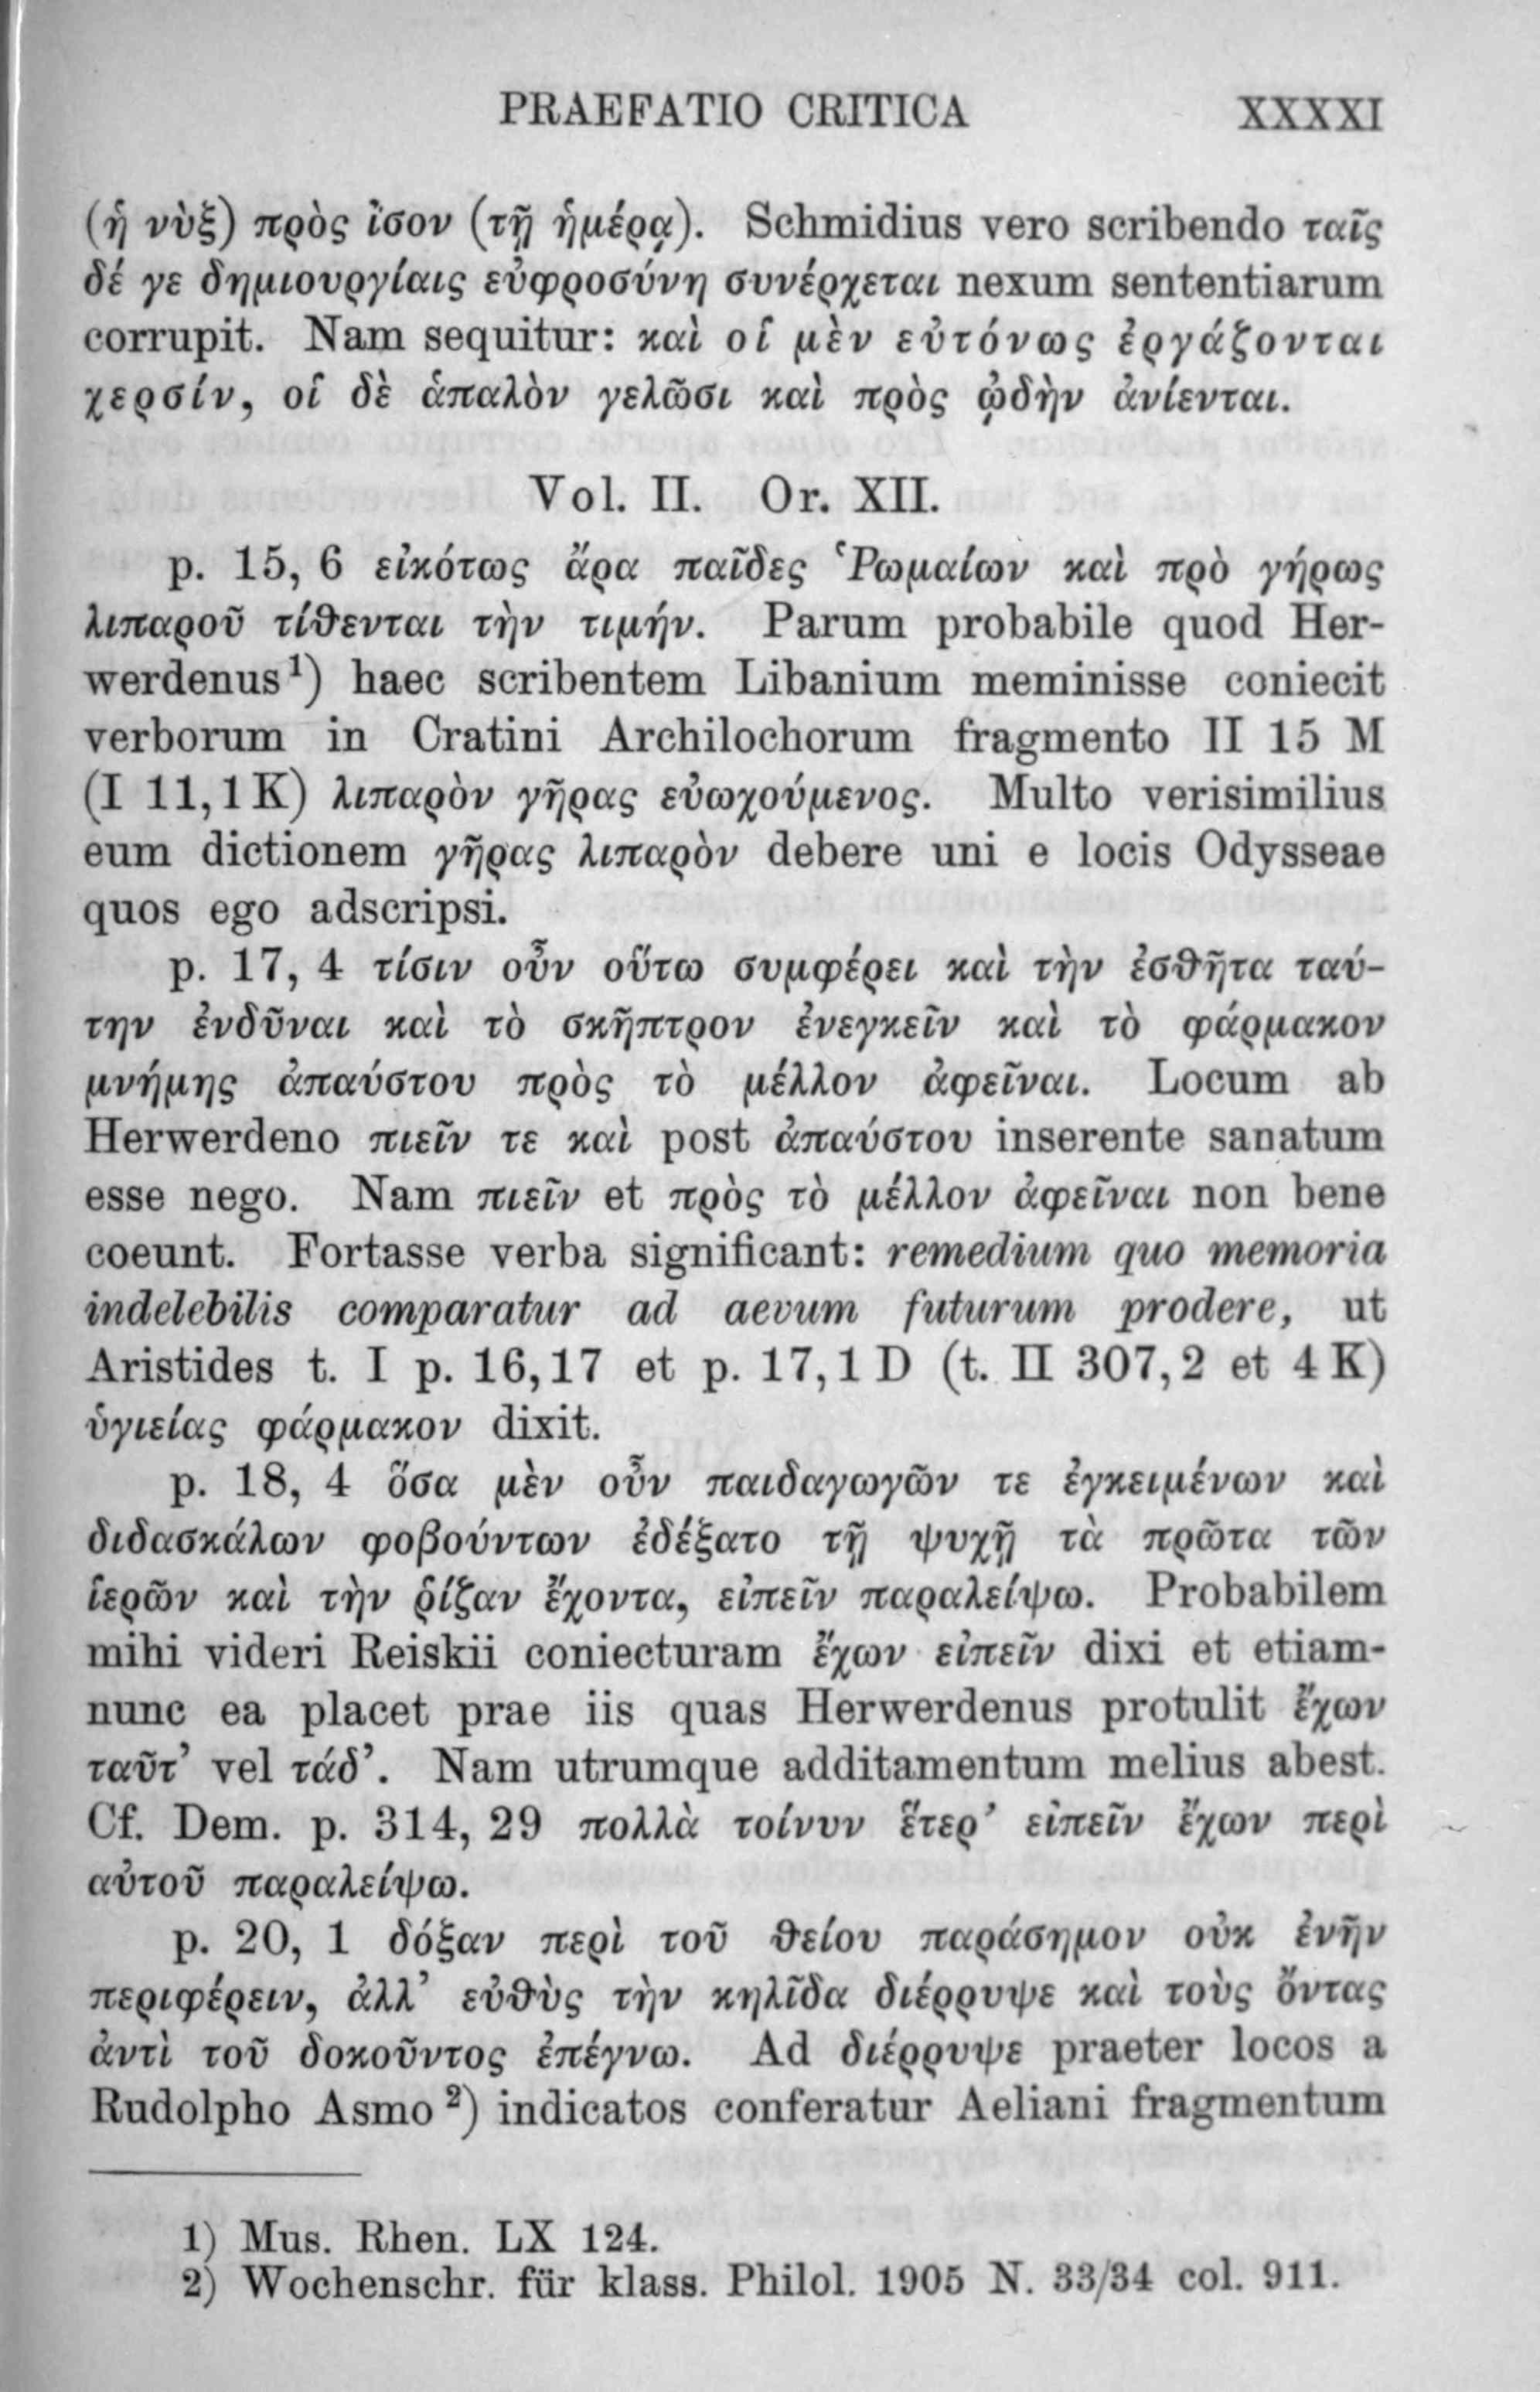 PRAEFATIO CRITICA XXXXI
(ἡ νὺξ) πρὸς ἴσον (τῇ ἡμέρᾳ). Schmidius vero scribendo ταῖς
δέ γε δημιουργίαις εὐφροσύνη συνέρχεται nexum sententiarum
corrupit. Nam sequitur: καὶ οἱ μὲν εὐτόνως ἐργάζονται
χερσίν, οἱ δὲ ἁπαλὸν γελῶσι καὶ πρὸς ᾠδὴν ἀνίενται.
Vol. II. Or. XII.
p. 15, 6 εἰκότως ἄρα παῖδες Ῥωμαίων καὶ πρὸ γήρως
λιπαροῦ τίθενται τὴν τιμήν. Parum probabile quod Her-
werdenus¹) haec scribentem Libanium meminisse coniecit
verborum in Cratini Archilochorum fragmento II 15 M
(I 11,1 K) λιπαρὸν γῆρας εὐωχούμενος. Multo verisimilius
eum dictionem γῆρας λιπαρὸν debere uni e locis Odysseae
quos ego adscripsi.
p. 17, 4 τίσιν οὖν οὕτω συμφέρει καὶ τὴν ἐσθῆτα ταύ-
την ἐνδῦναι καὶ τὸ σκῆπτρον ἐνεγκεῖν καὶ τὸ φάρμακον
μνήμης ἀπαύστου πρὸς τὸ μέλλον ἀφεῖναι. Locum ab
Herwerdeno πιεῖν τε καὶ post ἀπαύστου inserente sanatum
esse nego. Nam πιεῖν et πρὸς τὸ μέλλον ἀφεῖναι non bene
coeunt. Fortasse verba significant: remedium quo memoria
indelebilis comparatur ad aevum futurum prodere, ut
Aristides t. I p. 16,17 et p. 17,1 D (t. II 307,2 et 4 K)
ὑγιείας φάρμακον dixit.
p. 18, 4 ὅσα μὲν οὖν παιδαγωγῶν τε ἐγκειμένων καὶ
διδασκάλων φοβούντων ἐδέξατο τῇ ψυχῇ τὰ πρῶτα τῶν
ἱερῶν καὶ τὴν ῥίζαν ἔχοντα, εἰπεῖν παραλείψω. Probabilem
mihi videri Reiskii coniecturam ἔχων εἰπεῖν dixi et etiam-
nunc ea placet prae iis quas Herwerdenus protulit ἔχων
ταῦτ’ vel τάδ’. Nam utrumque additamentum melius abest.
Cf. Dem. p. 314, 29 πολλὰ τοίνυν ἕτερ’ εἰπεῖν ἔχων περὶ
αὐτοῦ παραλείψω.
p. 20, 1 δόξαν περὶ τοῦ θείου παράσημον οὐκ ἐνῆν
περιφέρειν, ἀλλ’ εὐθὺς τὴν κηλῖδα διέρρυψε καὶ τοὺς ὄντας
ἀντὶ τοῦ δοκοῦντος ἐπέγνω. Ad διέρρυψε praeter locos a
Rudolpho Asmo²) indicatos conferatur Aeliani fragmentum
1) Mus. Rhen. LX 124.
2) Wochenschr. für klass. Philol. 1905 N. 33/34 col. 911.